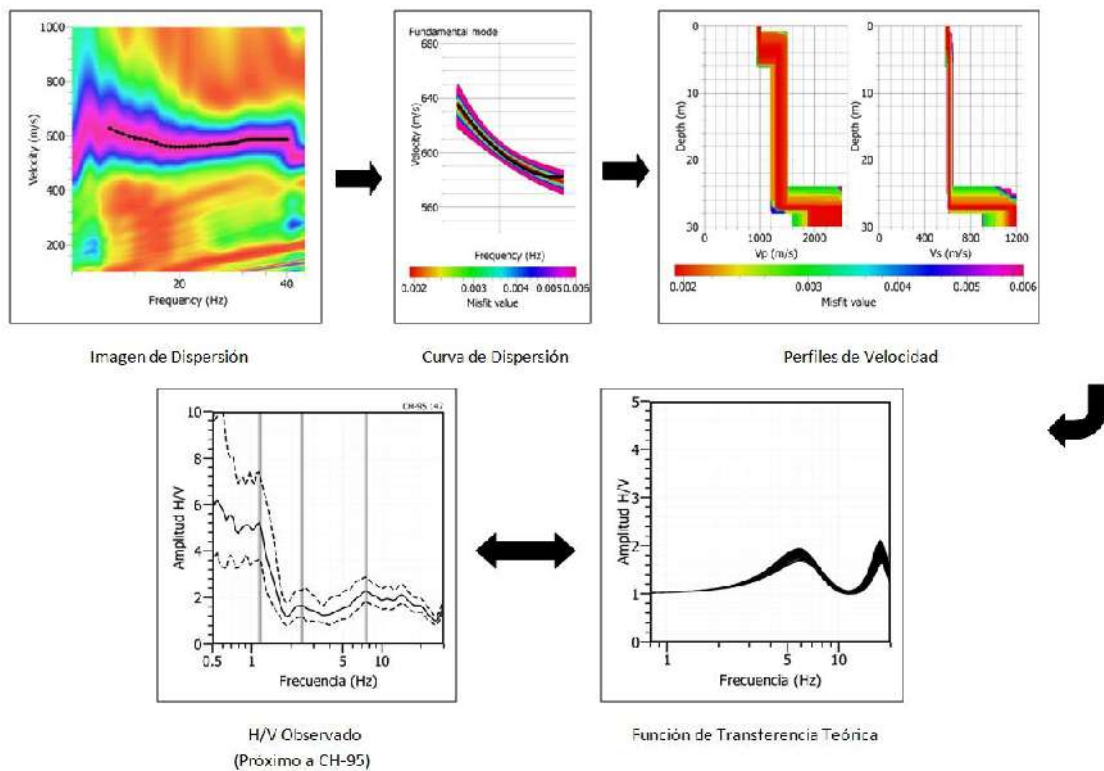 1000
800
600
400
200
Velocity (m/s)
20
40
Frequency (Hz)
Imagen de Dispersión
Fundamental mode
680
640
600
560
Velocity (m/s)
Frequency (Hz)
0.002
0.003
0.004
0.005
0.006
Misfit value
Curva de Dispersión
0
10
20
30
Depth (m)
0
1000
2000
Vp (m/s)
0
10
20
30
Depth (m)
0
400
800
1200
Vs (m/s)
0.002
0.003
0.004
0.005
0.006
Misfit value
Perfiles de Velocidad
10
8
6
4
2
0
Amplitud H/V
0.5
1
5
10
Frecuencia (Hz)
H/V Observado
(Próximo a CH-95)
5
4
3
2
1
0
Amplitud H/V
1
5
10
Frecuencia (Hz)
Función de Transferencia Teórica